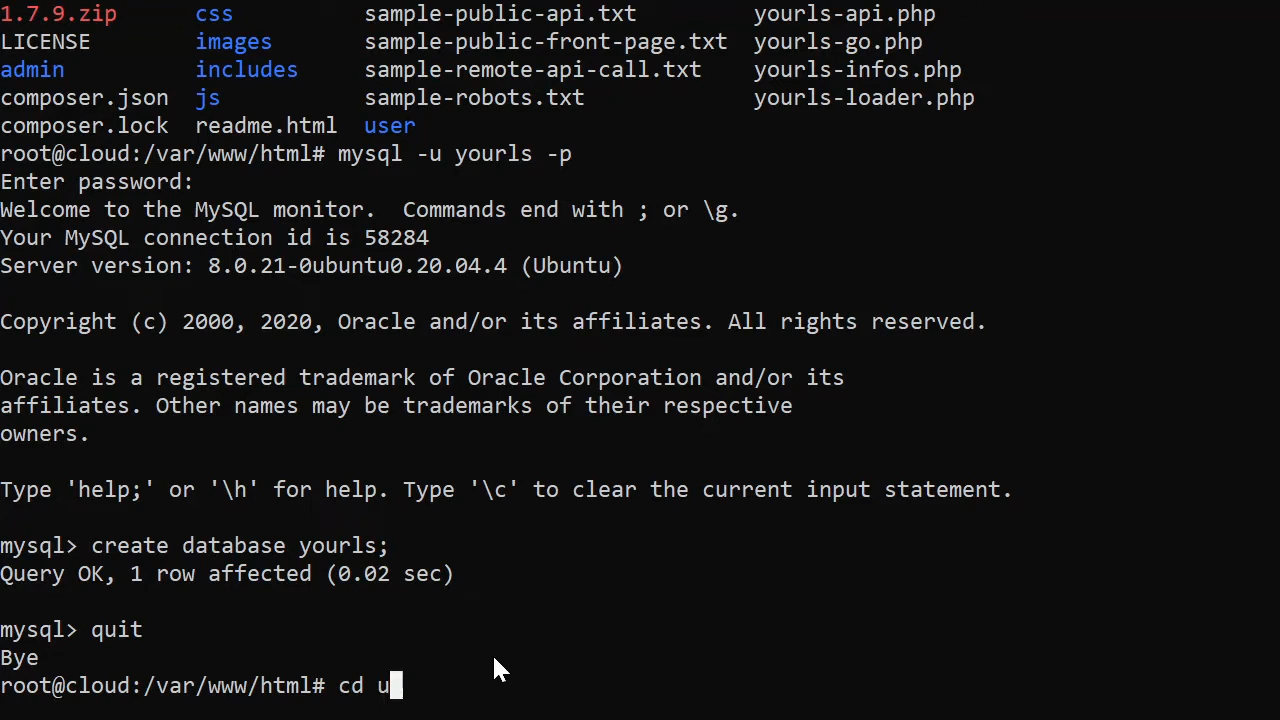 1.7.9.zip      css           sample-public-api.txt         yourls-api.php
LICENSE        images        sample-public-front-page.txt  yourls-go.php
admin          includes      sample-remote-api-call.txt    yourls-infos.php
composer.json  js            sample-robots.txt             yourls-loader.php
composer.lock  readme.html  user
root@cloud:/var/www/html# mysql -u yourls -p
Enter password:
Welcome to the MySQL monitor.  Commands end with ; or \g.
Your MySQL connection id is 58284
Server version: 8.0.21-0ubuntu0.20.04.4 (Ubuntu)
Copyright (c) 2000, 2020, Oracle and/or its affiliates. All rights reserved.
Oracle is a registered trademark of Oracle Corporation and/or its
affiliates. Other names may be trademarks of their respective
owners.
Type 'help;' or '\h' for help. Type '\c' to clear the current input statement.
mysql> create database yourls;
Query OK, 1 row affected (0.02 sec)
mysql> quit
Bye
root@cloud:/var/www/html# cd u